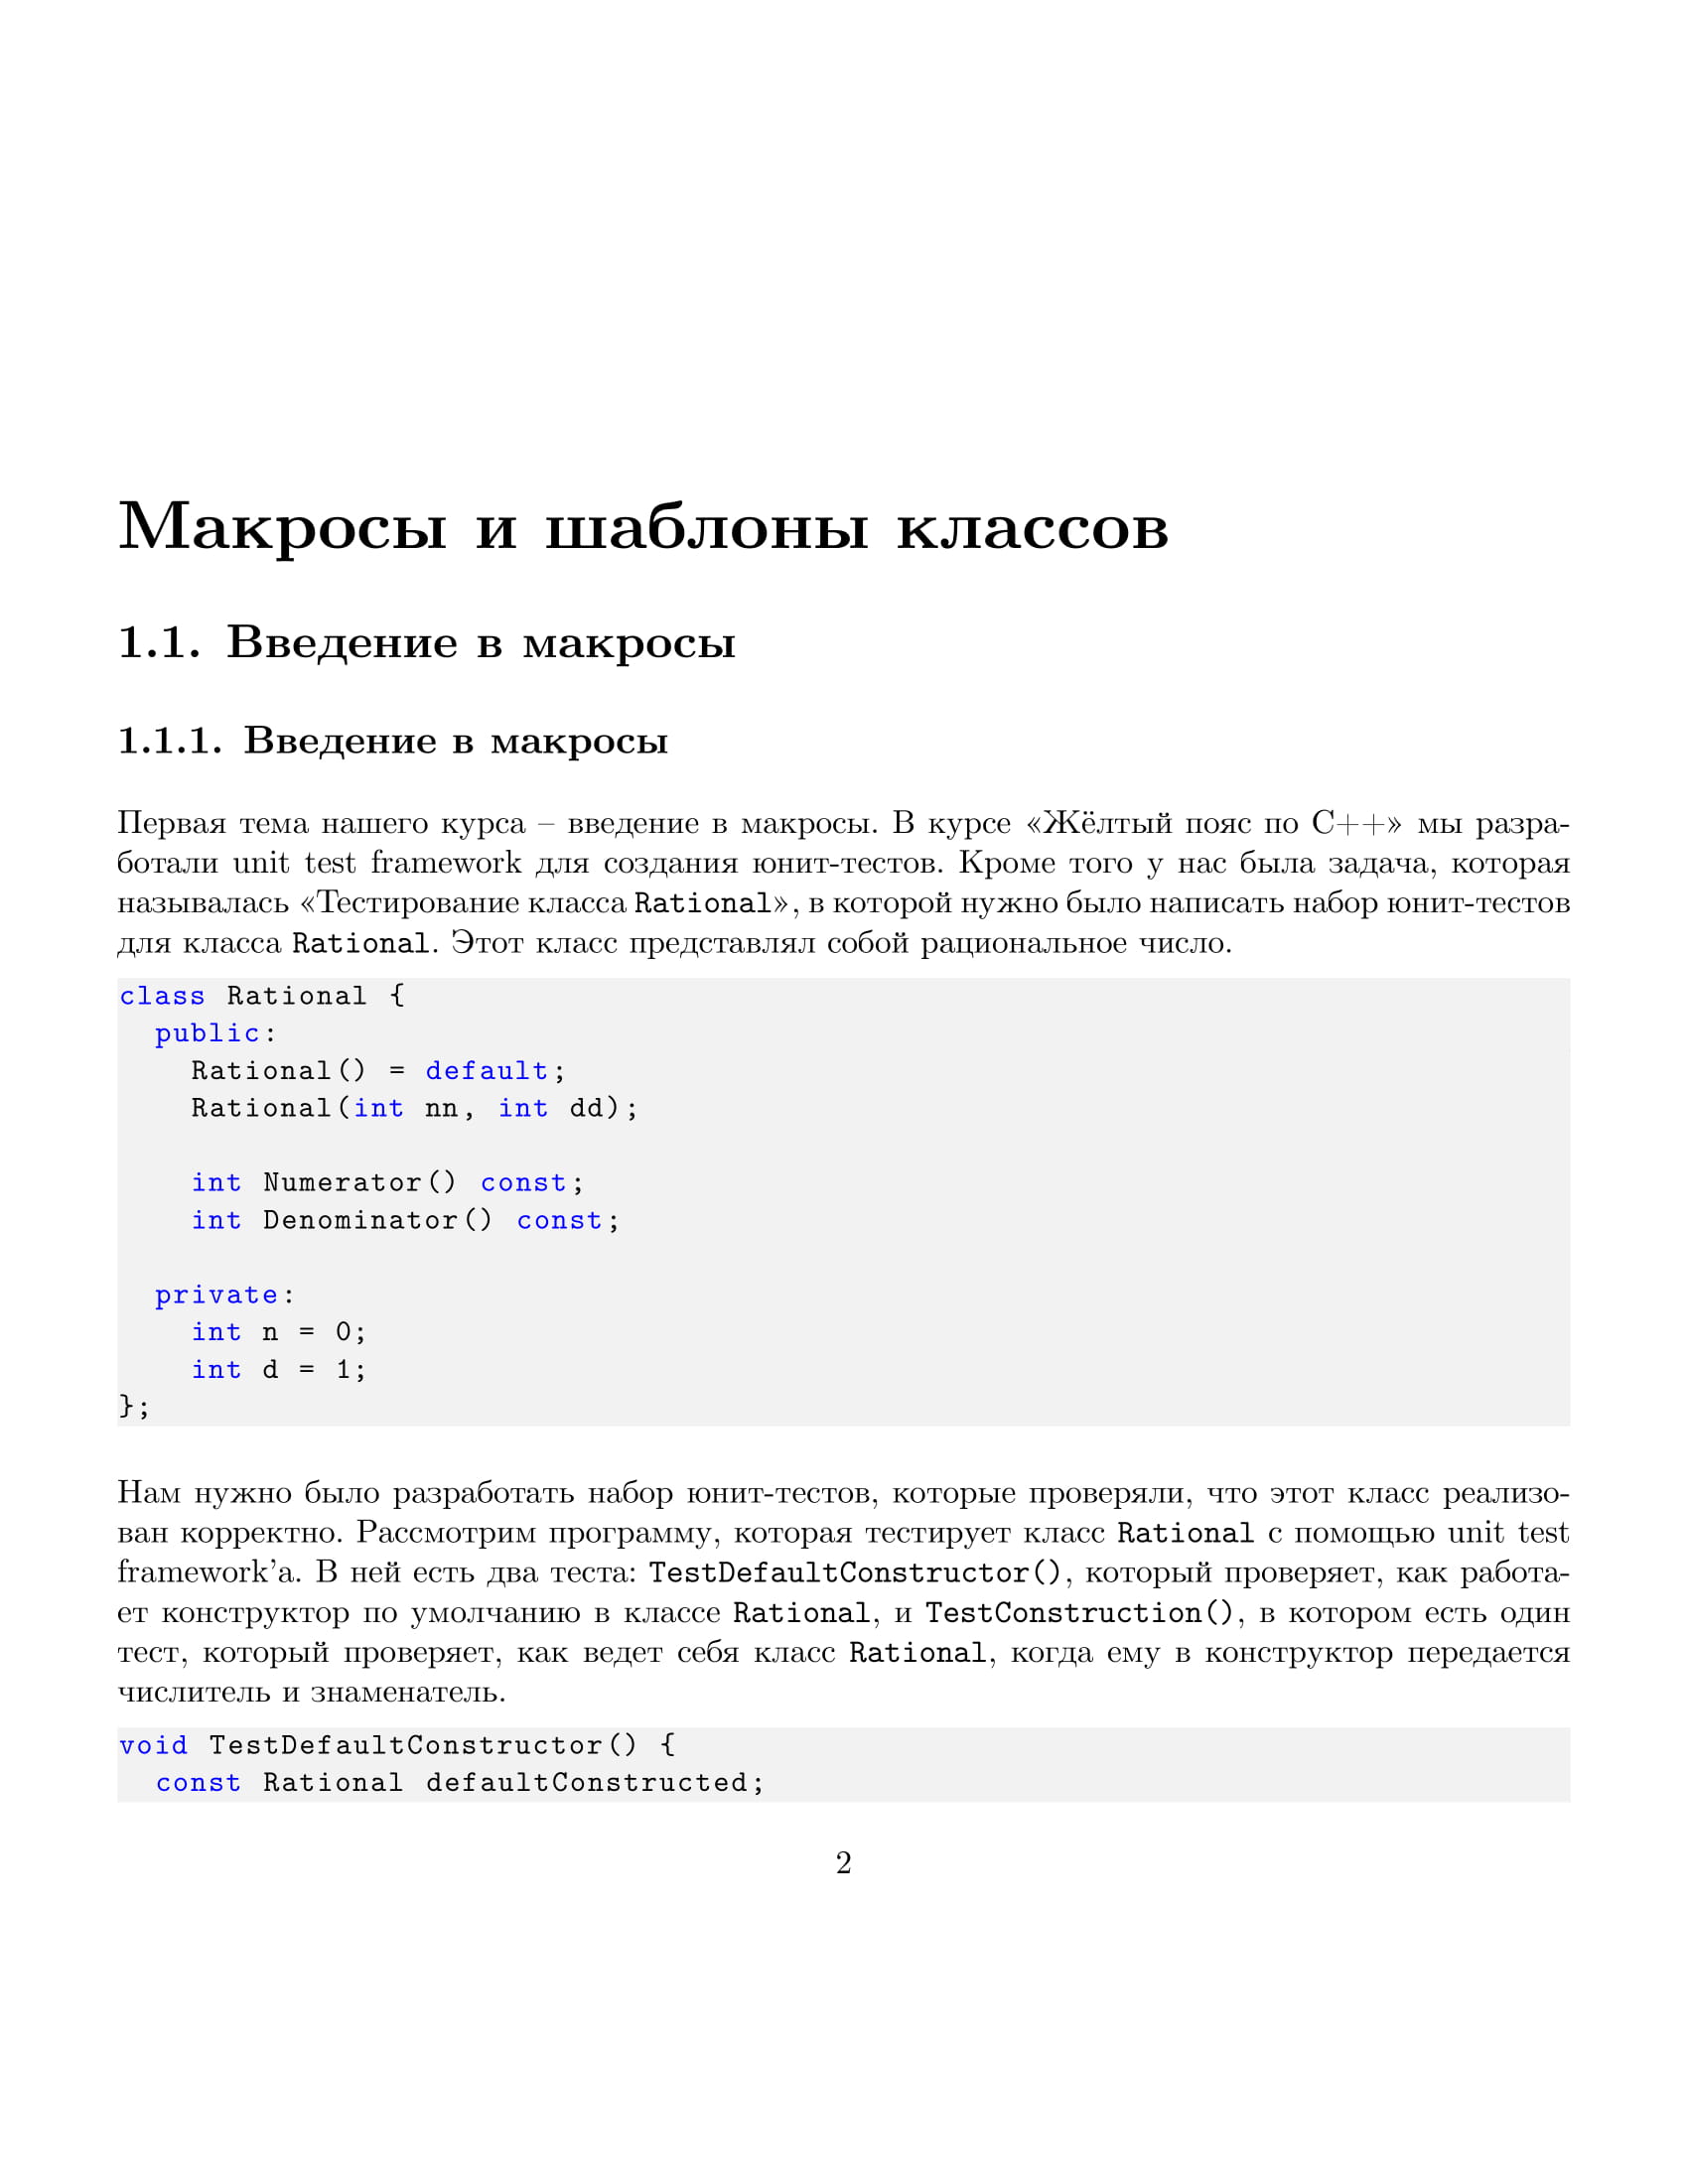 Макросы и шаблоны классов
1.1. Введение в макросы
1.1.1. Введение в макросы
Первая тема нашего курса – введение в макросы. В курсе «Жёлтый пояс по C++» мы разра-
ботали unit test framework для создания юнит-тестов. Кроме того у нас была задача, которая
называлась «Тестирование класса Rational», в которой нужно было написать набор юнит-тестов
для класса Rational. Этот класс представлял собой рациональное число.
class Rational {
  public:
    Rational() = default;
    Rational(int nn, int dd);

    int Numerator() const;
    int Denominator() const;

  private:
    int n = 0;
    int d = 1;
};
Нам нужно было разработать набор юнит-тестов, которые проверяли, что этот класс реализо-
ван корректно. Рассмотрим программу, которая тестирует класс Rational с помощью unit test
framework’а. В ней есть два теста: TestDefaultConstructor(), который проверяет, как работа-
ет конструктор по умолчанию в классе Rational, и TestConstruction(), в котором есть один
тест, который проверяет, как ведет себя класс Rational, когда ему в конструктор передается
числитель и знаменатель.
void TestDefaultConstructor() {
  const Rational defaultConstructed;
2